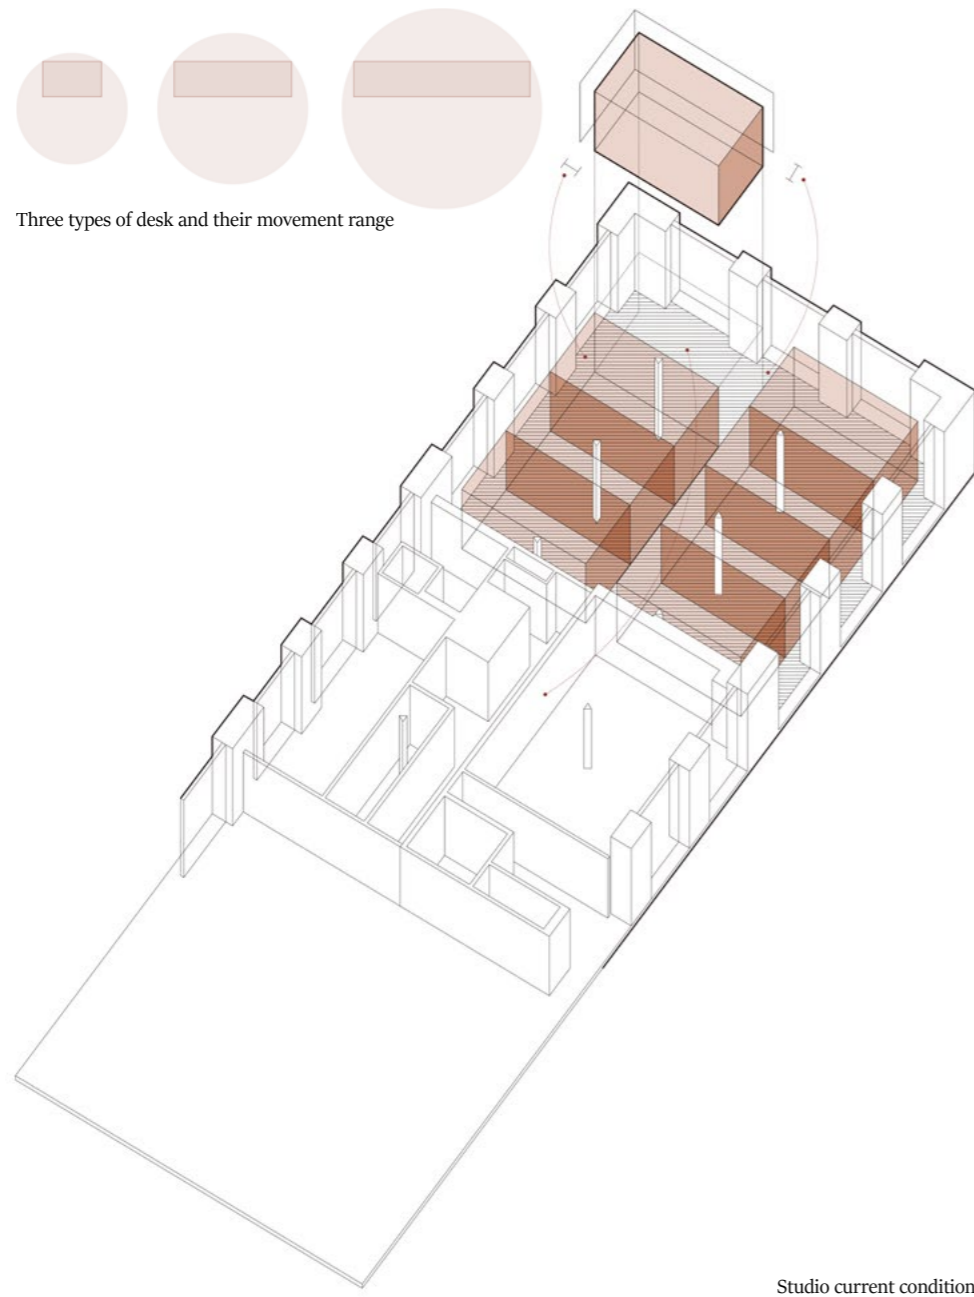 Three types of desk and their movement range
Studio current condition